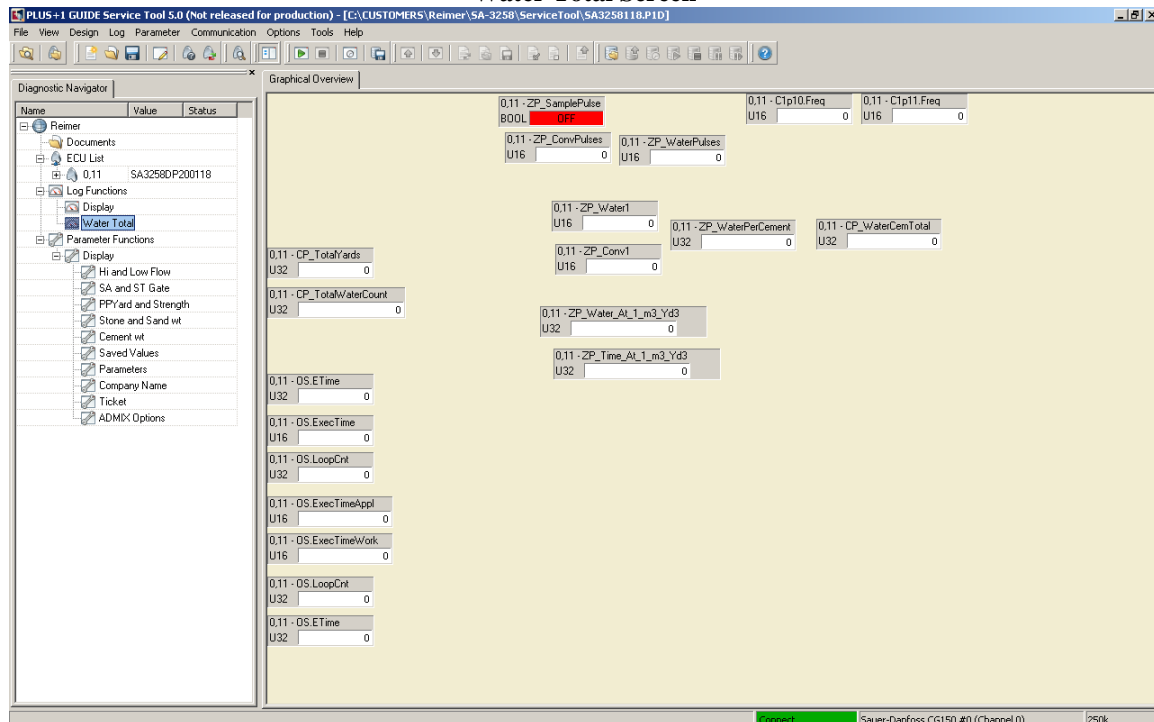 Water Total Screen
PLUS+1 GUIDE Service Tool 5.0 (Not released for production) - [C:\CUSTOMERS\Reimer\SA-3258\ServiceTool\SA3258118.P1D]
File View Design Log Parameter Communication Options Tools Help
Diagnostic Navigator
Name Value Status
Reimer
Documents
ECU List
0,11 SA3258DP200118
Log Functions
Display
Water Total
Parameter Functions
Display
Hi and Low Flow
SA and ST Gate
PPYard and Strength
Stone and Sand wt
Cement wt
Saved Values
Parameters
Company Name
Ticket
ADMIX Options
Graphical Overview
0,11 - ZP_SamplePulse
BOOL OFF
0,11 - C1p10.Freq
U16 0
0,11 - C1p11.Freq
U16 0
0,11 - ZP_ConvPulses
U16 0
0,11 - ZP_WaterPulses
U16 0
0,11 - ZP_Water1
U16 0
0,11 - ZP_WaterPerCement
U32 0
0,11 - CP_WaterCemTotal
U32 0
0,11 - CP_TotalYards
U32 0
0,11 - ZP_Conv1
U16 0
0,11 - CP_TotalWaterCount
U32 0
0,11 - ZP_Water_At_1_m3_Yd3
U32 0
0,11 - ZP_Time_At_1_m3_Yd3
U32 0
0,11 - OS.ETime
U32 0
0,11 - OS.ExecTime
U16 0
0,11 - OS.LoopCnt
U32 0
0,11 - OS.ExecTimeAppl
U16 0
0,11 - OS.ExecTimeWork
U16 0
0,11 - OS.LoopCnt
U32 0
0,11 - OS.ETime
U32 0
Connect Sauer-Danfoss CG150 #0 (Channel 0) 250k